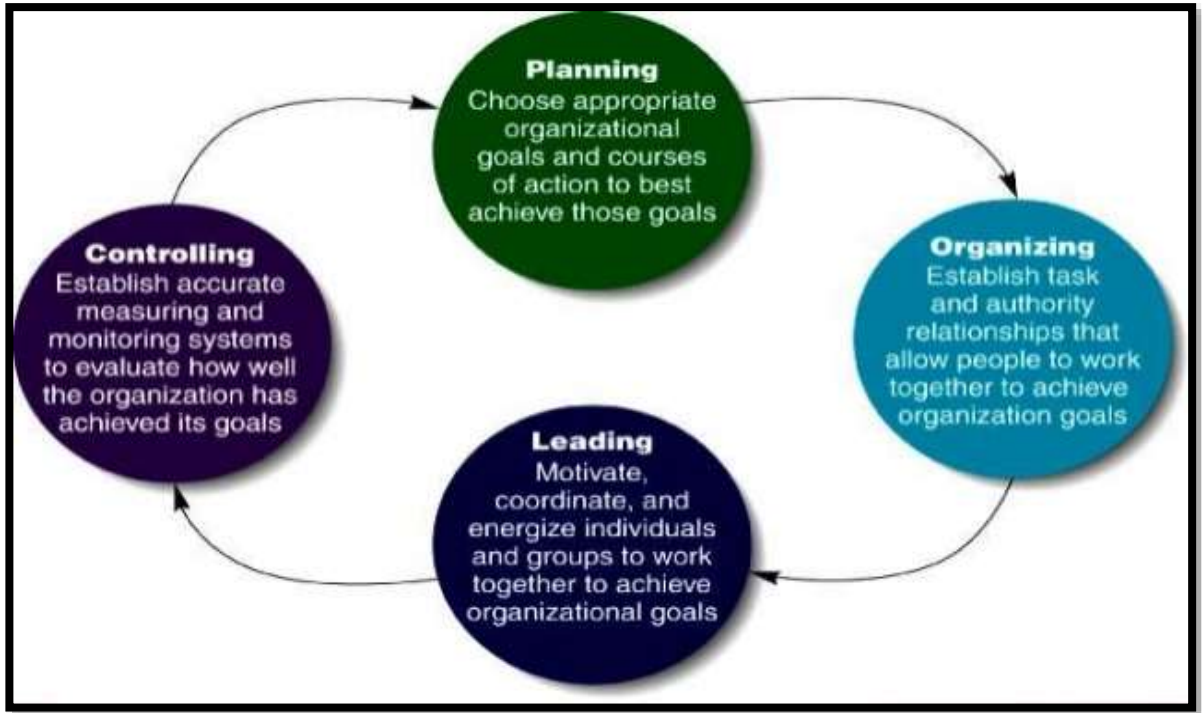 Planning
Choose appropriate
organizational
goals and courses
of action to best
achieve those goals
Organizing
Establish task
and authority
relationships that
allow people to work
together to achieve
organization goals
Leading
Motivate,
coordinate, and
energize individuals
and groups to work
together to achieve
organizational goals
Controlling
Establish accurate
measuring and
monitoring systems
to evaluate how well
the organization has
achieved its goals